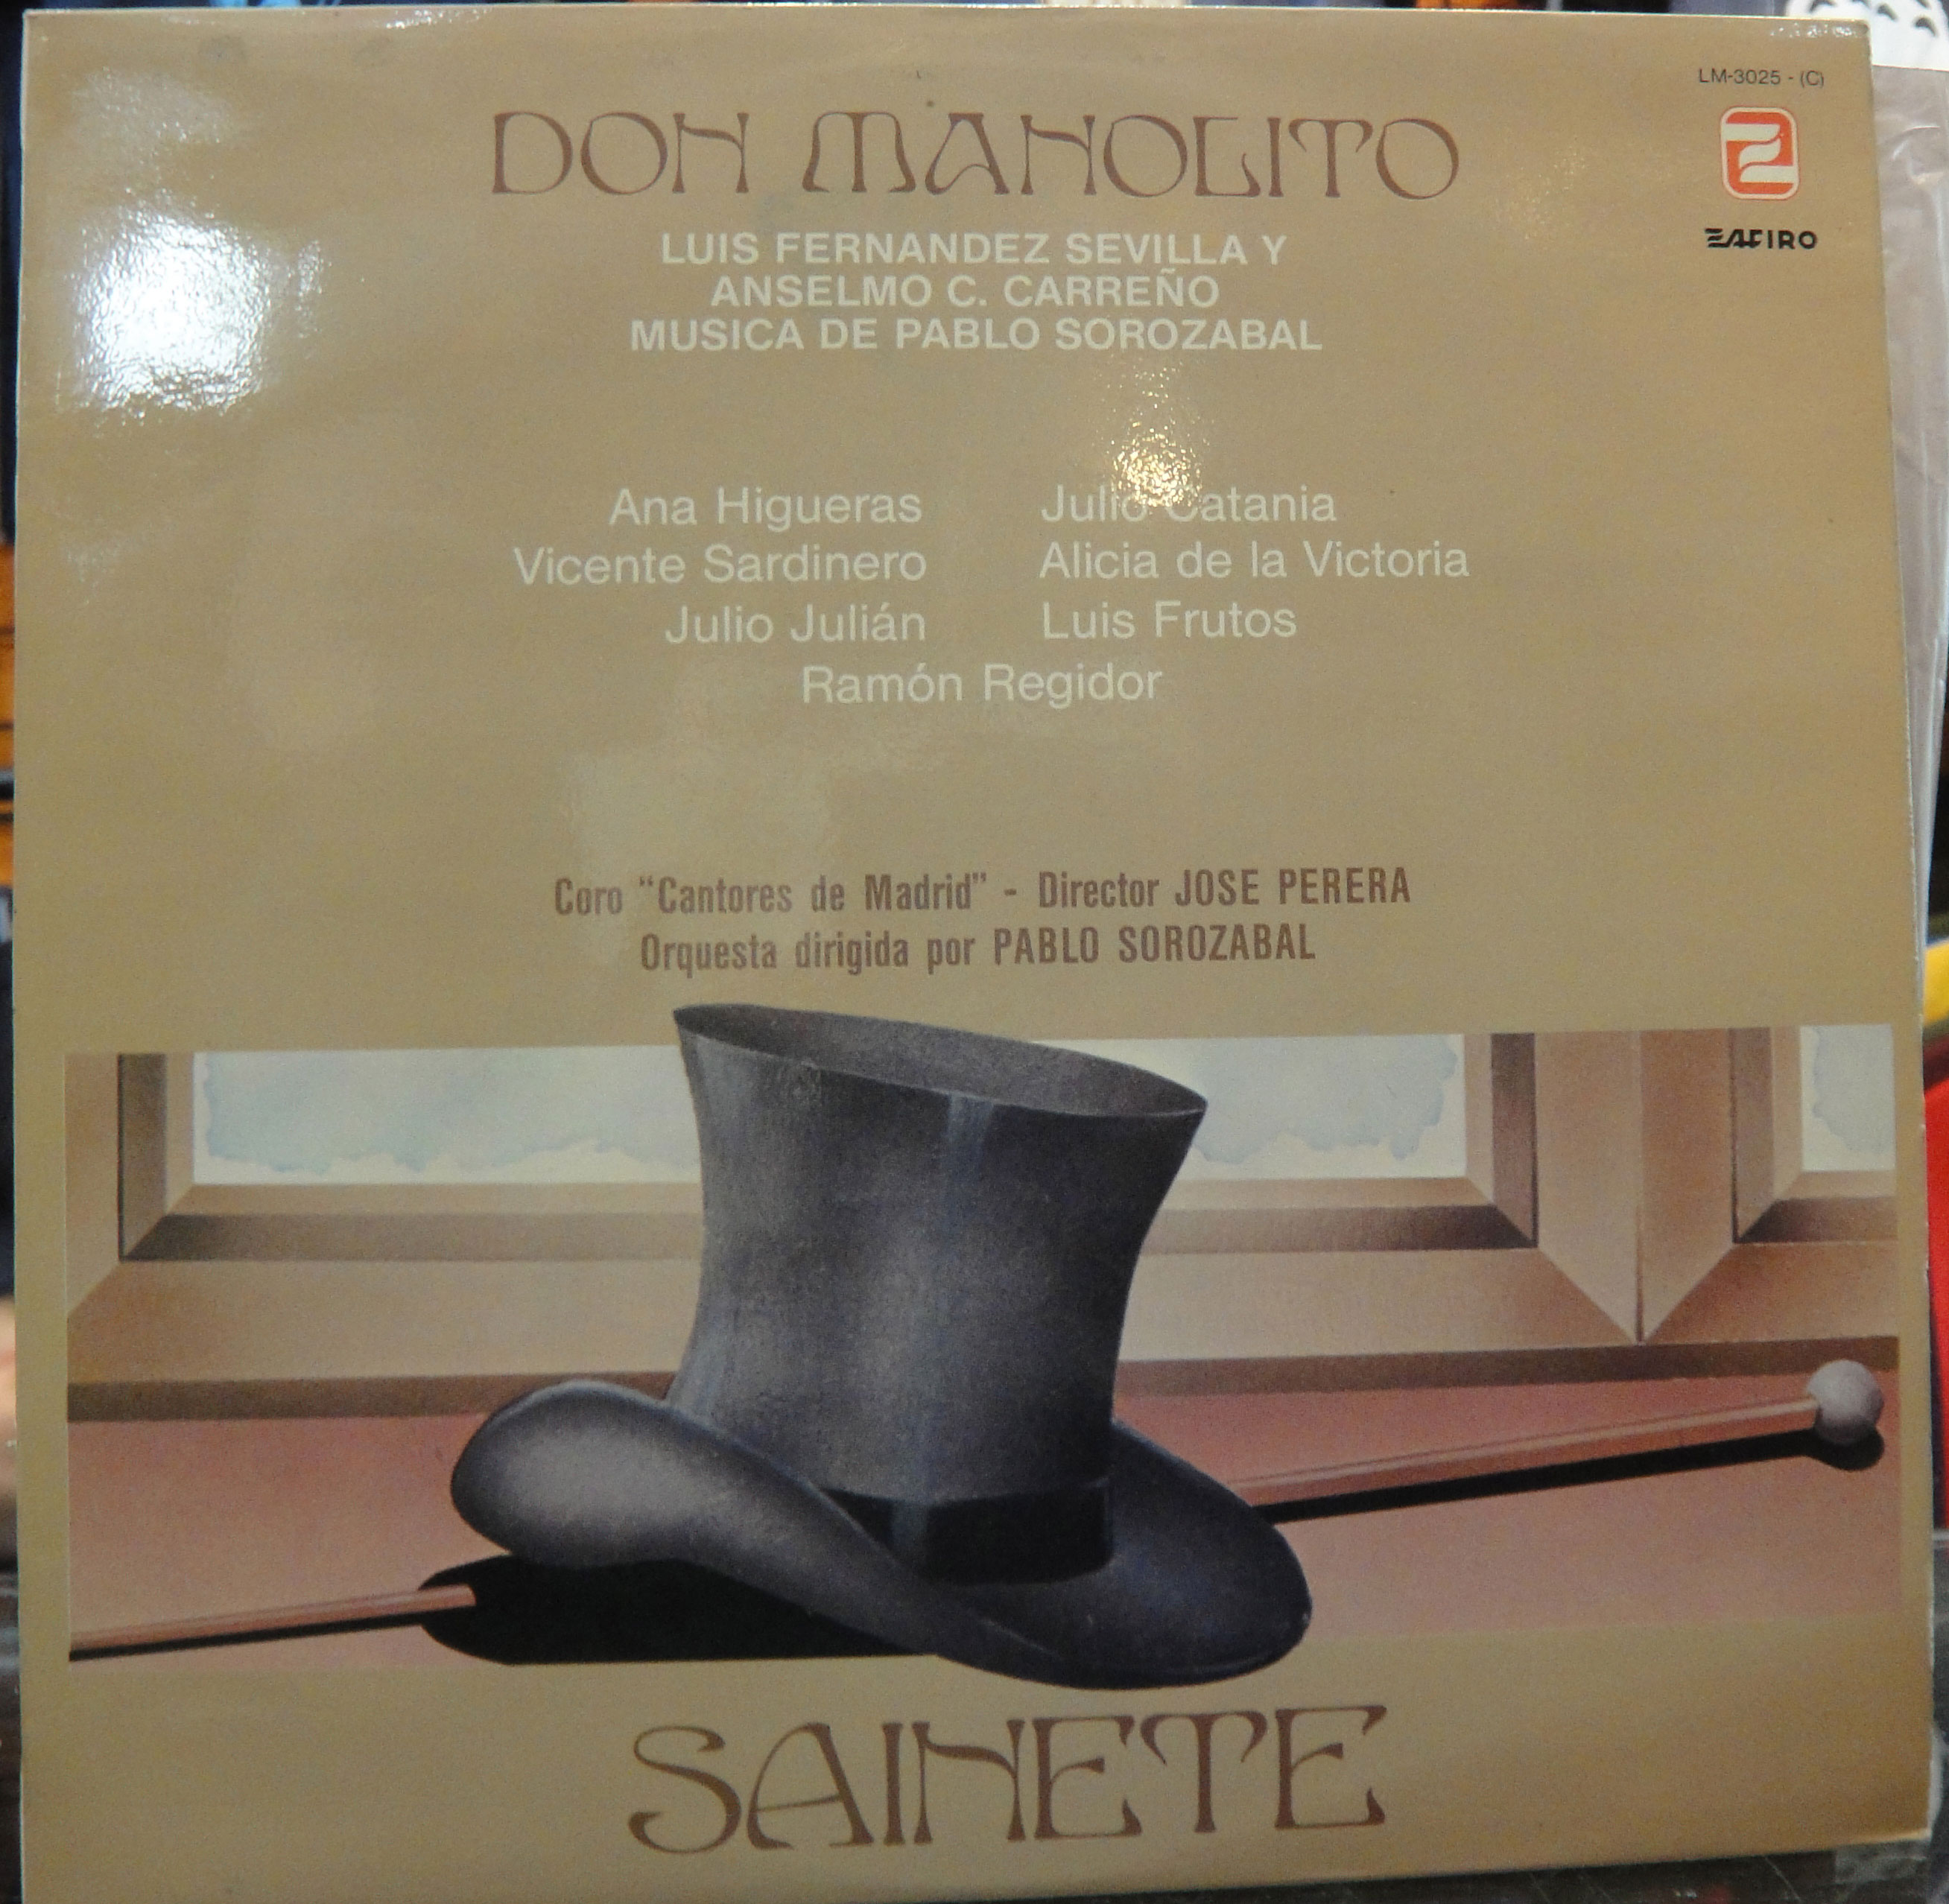 LM-3025 - (C)
DON MANOLITO
ZAFIRO
LUIS FERNANDEZ SEVILLA Y
ANSELMO C. CARREÑO
MUSICA DE PABLO SOROZABAL
Ana Higueras
Julio Catania
Vicente Sardinero
Alicia de la Victoria
Julio Julián
Luis Frutos
Ramón Regidor
Coro “Cantores de Madrid” - Director JOSE PERERA
Orquesta dirigida por PABLO SOROZABAL
SAINETE